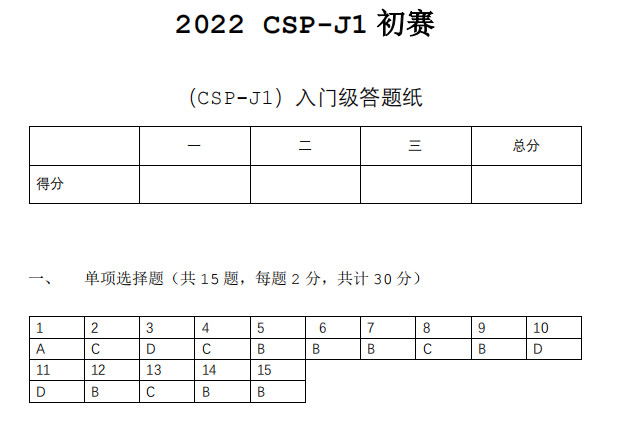 2022 CSP-J1 初赛
（CSP-J1）入门级答题纸
一 二 三 总分
得分
一、 单项选择题（共 15 题，每题 2 分，共计 30 分）
1 2 3 4 5 6 7 8 9 10
A C D C B B B C B D
11 12 13 14 15
D B C B B